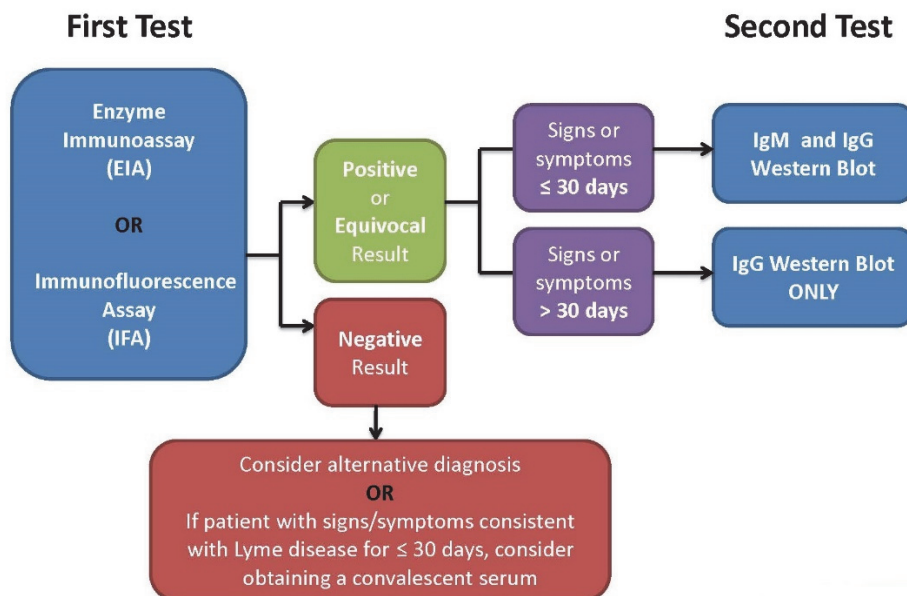 First Test
Second Test
Enzyme
Immunoassay
(EIA)
OR
Immunofluorescence
Assay
(IFA)
Positive
or
Equivocal
Result
Negative
Result
Signs or
symptoms
≤ 30 days
Signs or
symptoms
> 30 days
IgM and IgG
Western Blot
IgG Western Blot
ONLY
Consider alternative diagnosis
OR
If patient with signs/symptoms consistent
with Lyme disease for ≤ 30 days, consider
obtaining a convalescent serum